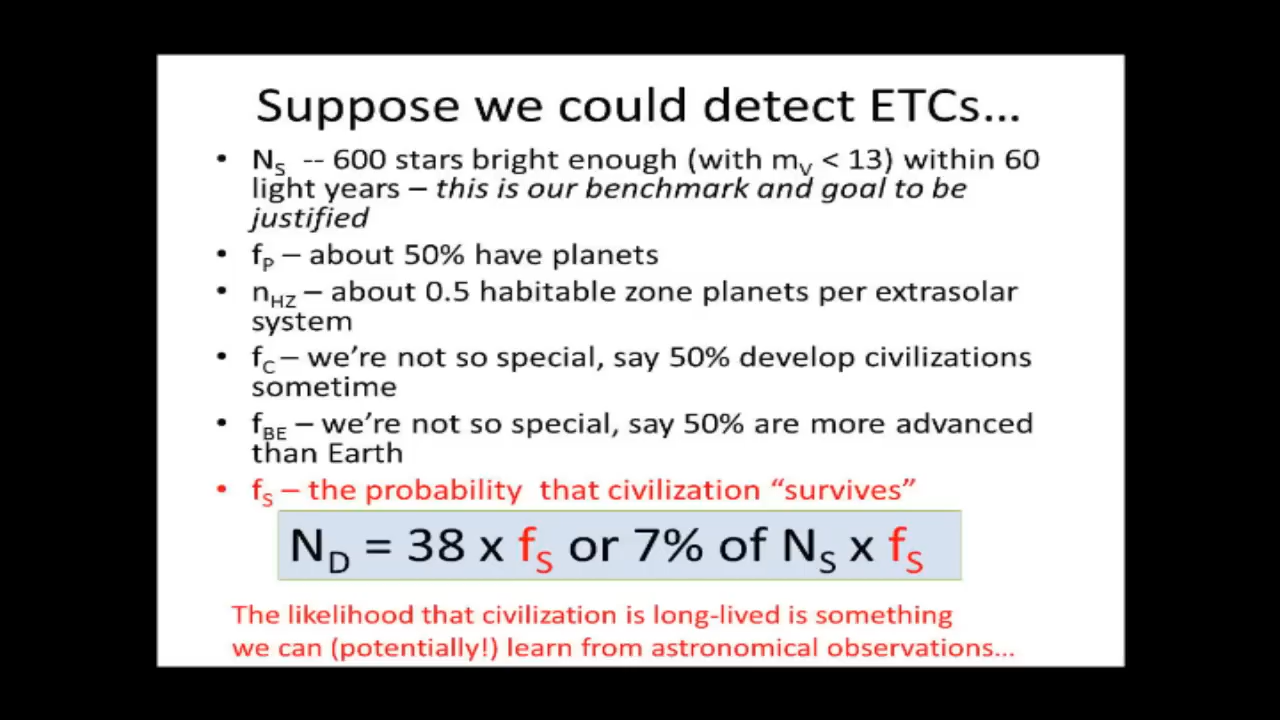 Suppose we could detect ETCs...
• NS -- 600 stars bright enough (with mV < 13) within 60
light years – this is our benchmark and goal to be
justified
• fP – about 50% have planets
• nHZ – about 0.5 habitable zone planets per extrasolar
system
• fC – we’re not so special, say 50% develop civilizations
sometime
• fBE – we’re not so special, say 50% are more advanced
than Earth
• fS – the probability that civilization “survives”
ND = 38 x fS or 7% of NS x fS
The likelihood that civilization is long-lived is something
we can (potentially!) learn from astronomical observations...